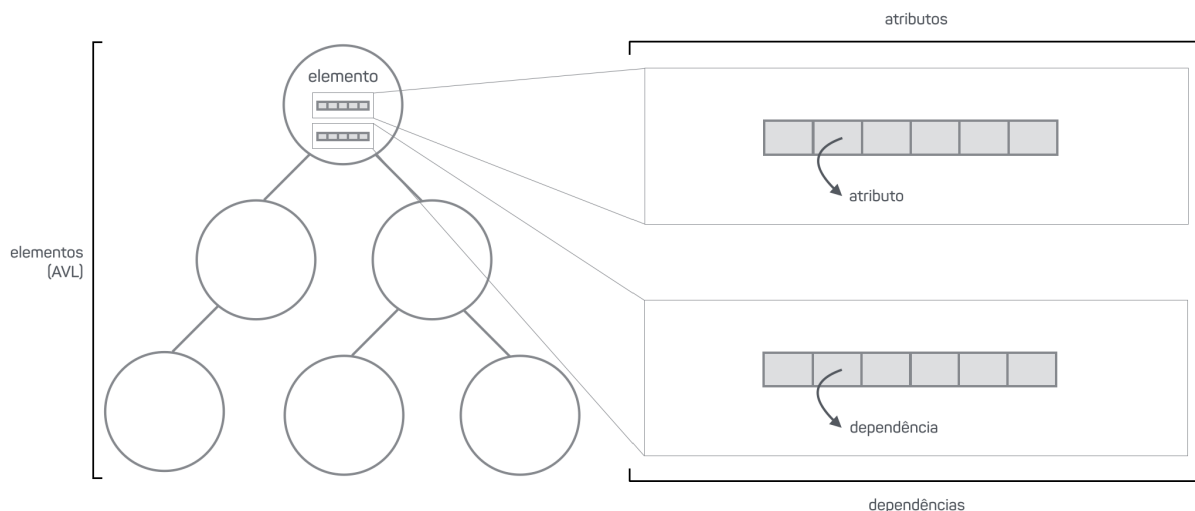 atributos
elemento
atributo
elementos
(AVL)
dependência
dependências